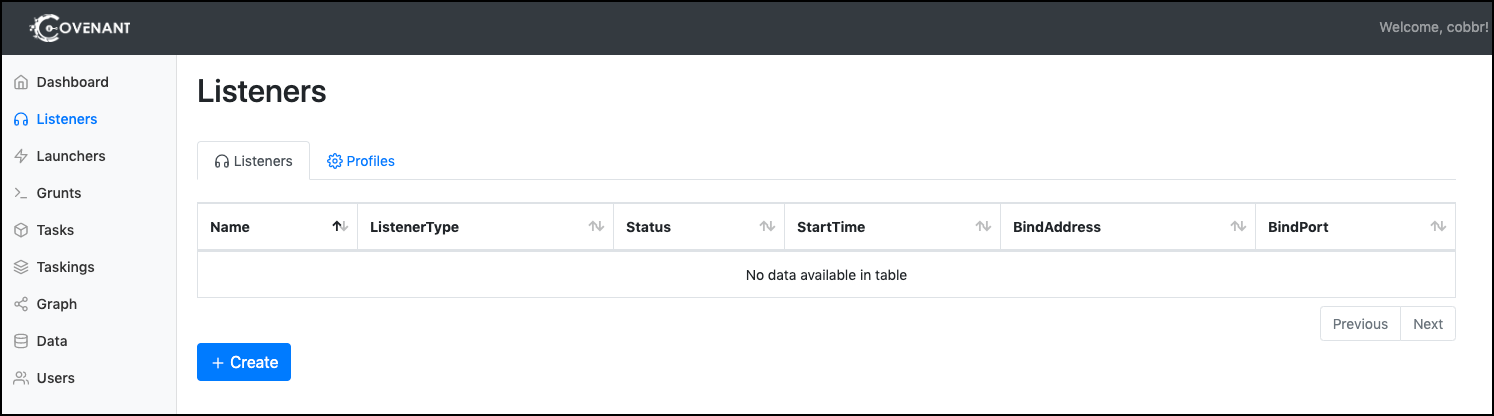 COVENANT
Welcome, cobbr!
Dashboard
Listeners
Launchers
Grunts
Tasks
Taskings
Graph
Data
Users
Listeners
Listeners Profiles
Name ListenerType Status StartTime BindAddress BindPort
No data available in table
Previous Next
+ Create